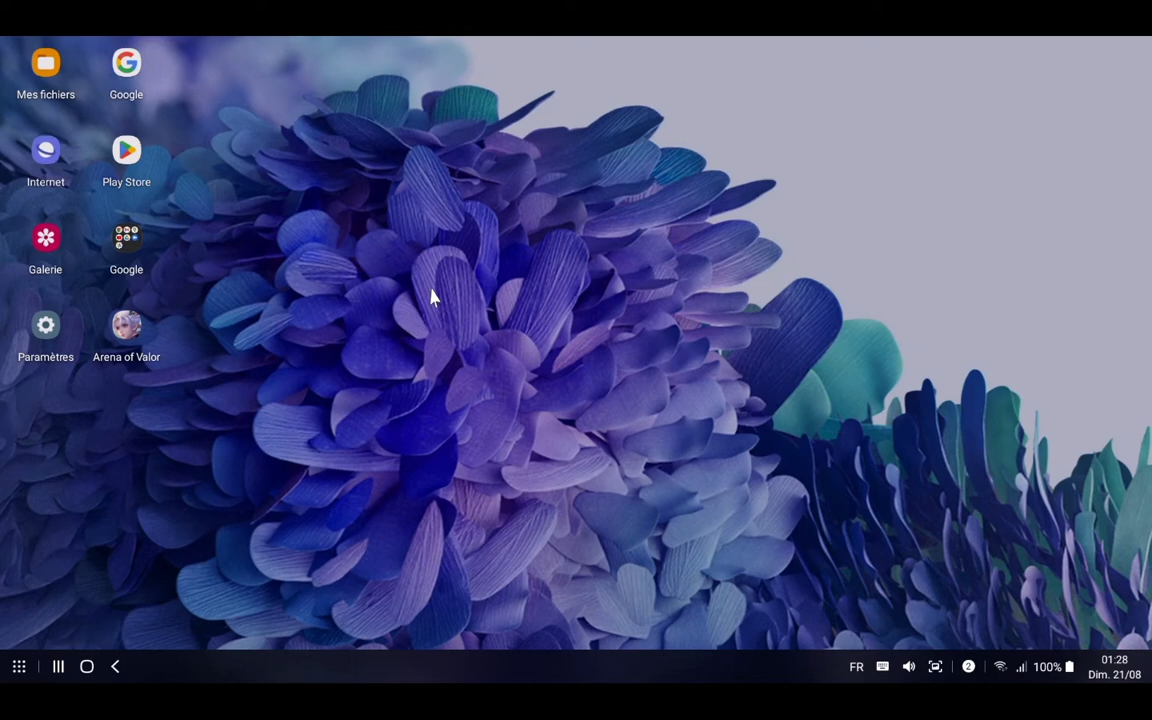 Mes fichiers
Google
Internet
Play Store
Galerie
Google
Paramètres
Arena of Valor
FR
2
100%
01:28
Dim. 21/08